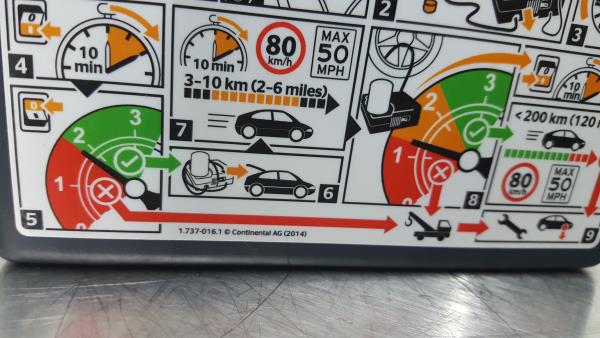 2
3
10
min
4
10
min
80
km/h
MAX
50
MPH
3-10 km (2-6 miles)
7
3
2
1
5
6
3
2
1
8
< 200 km (120
80
km/h
MAX
50
MPH
9
1.737-016.1 © Continental AG (2014)